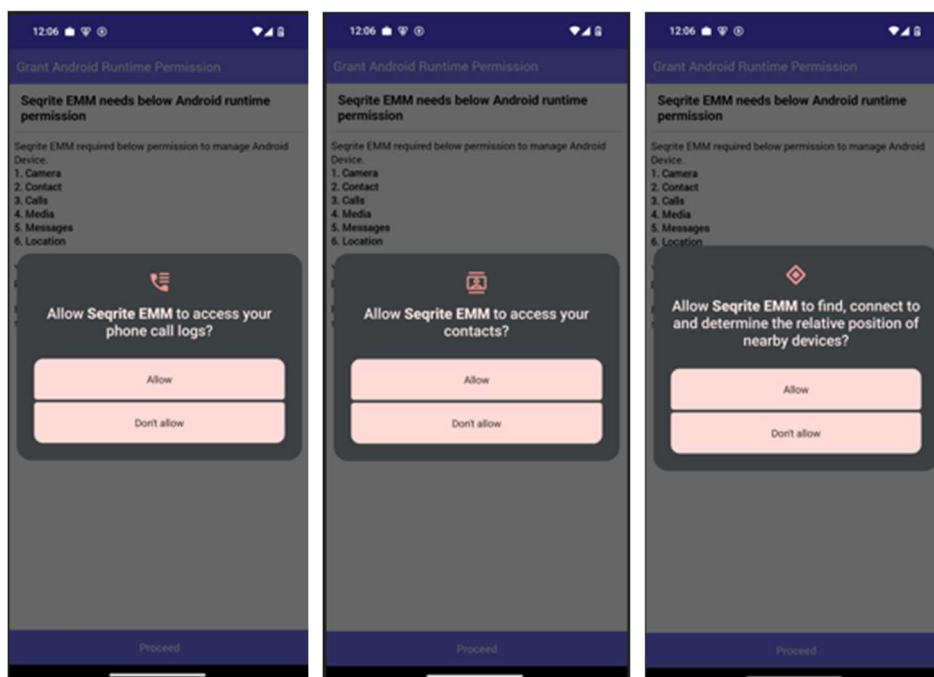 12:06
Grant Android Runtime Permission
Seqrite EMM needs below Android runtime
permission
Seqrite EMM required below permission to manage Android
Device.
1. Camera
2. Contact
3. Calls
4. Media
5. Messages
6. Location
Allow Seqrite EMM to access your
phone call logs?
Allow
Don't allow
Proceed
12:06
Grant Android Runtime Permission
Seqrite EMM needs below Android runtime
permission
Seqrite EMM required below permission to manage Android
Device.
1. Camera
2. Contact
3. Calls
4. Media
5. Messages
6. Location
Allow Seqrite EMM to access your
contacts?
Allow
Don't allow
Proceed
12:06
Grant Android Runtime Permission
Seqrite EMM needs below Android runtime
permission
Seqrite EMM required below permission to manage Android
Device.
1. Camera
2. Contact
3. Calls
4. Media
5. Messages
6. Location
Allow Seqrite EMM to find, connect to
and determine the relative position of
nearby devices?
Allow
Don't allow
Proceed